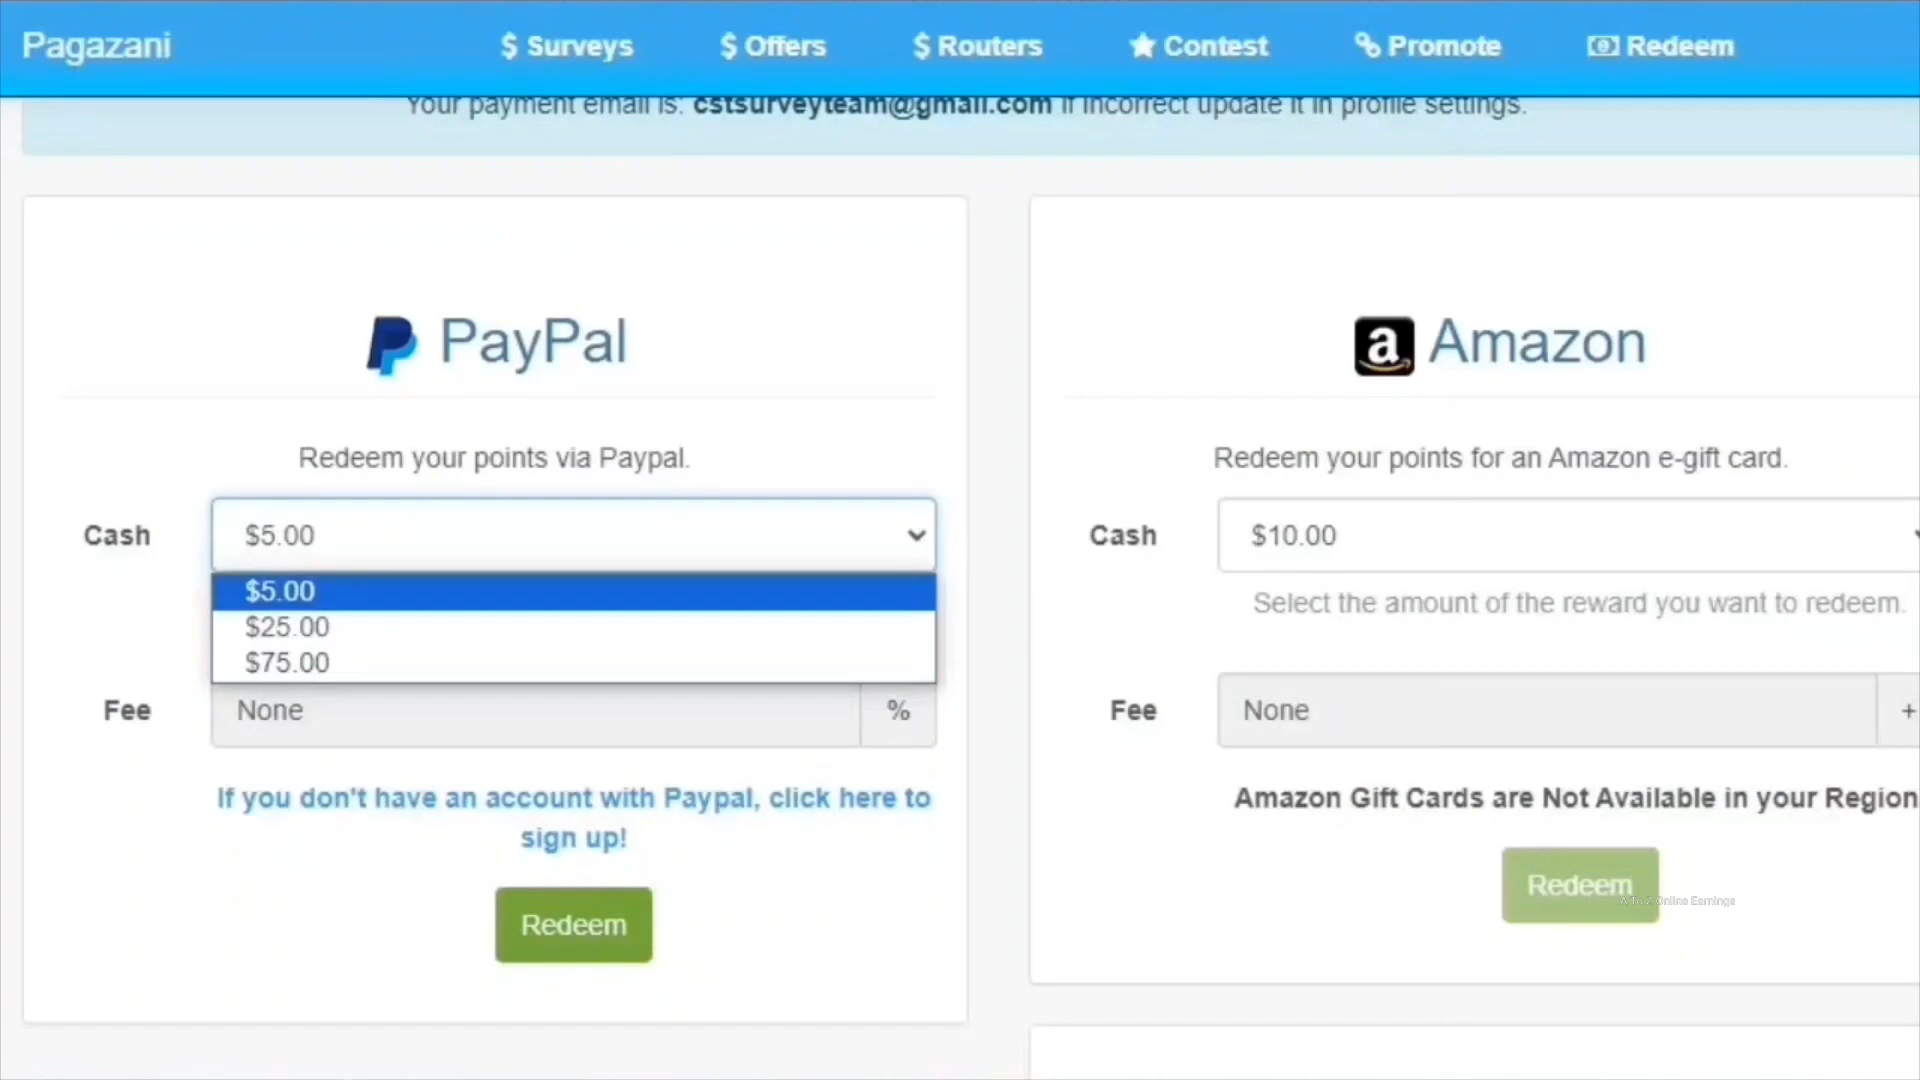 Pagazani
$ Surveys
$ Offers
$ Routers
Contest
Promote
Redeem
Your payment email is: cstsurveyteam@gmail.com If incorrect update it in profile settings.
PayPal
Redeem your points via Paypal.
Cash
$5.00
$5.00
$25.00
$75.00
Fee
None
%
If you don't have an account with Paypal, click here to
sign up!
Redeem
Amazon
Redeem your points for an Amazon e-gift card.
Cash
$10.00
Select the amount of the reward you want to redeem.
Fee
None
+
Amazon Gift Cards are Not Available in your Region
Redeem
A To Z Online Earnings